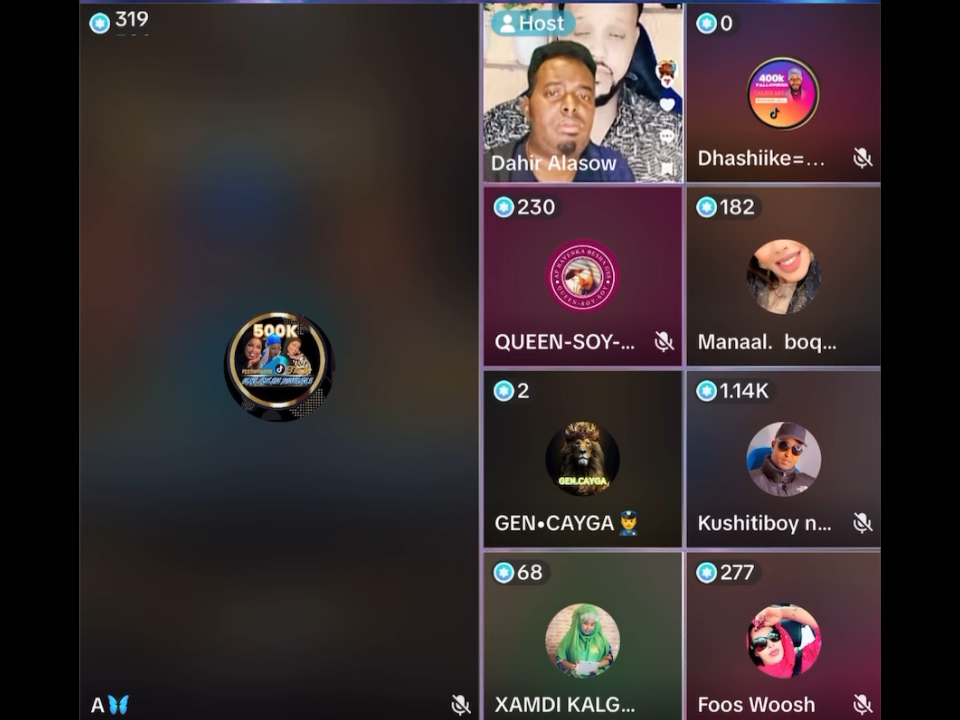 319
Host
Dahir Alasow
0
400k
Dhashiike=...
230
QUEEN-SOY-...
182
Manaal. boq...
500K
2
GEN.CAYGA
GEN•CAYGA👮
1.14K
Kushitiboy n...
68
XAMDI KALG...
277
Foos Woosh
A🦋